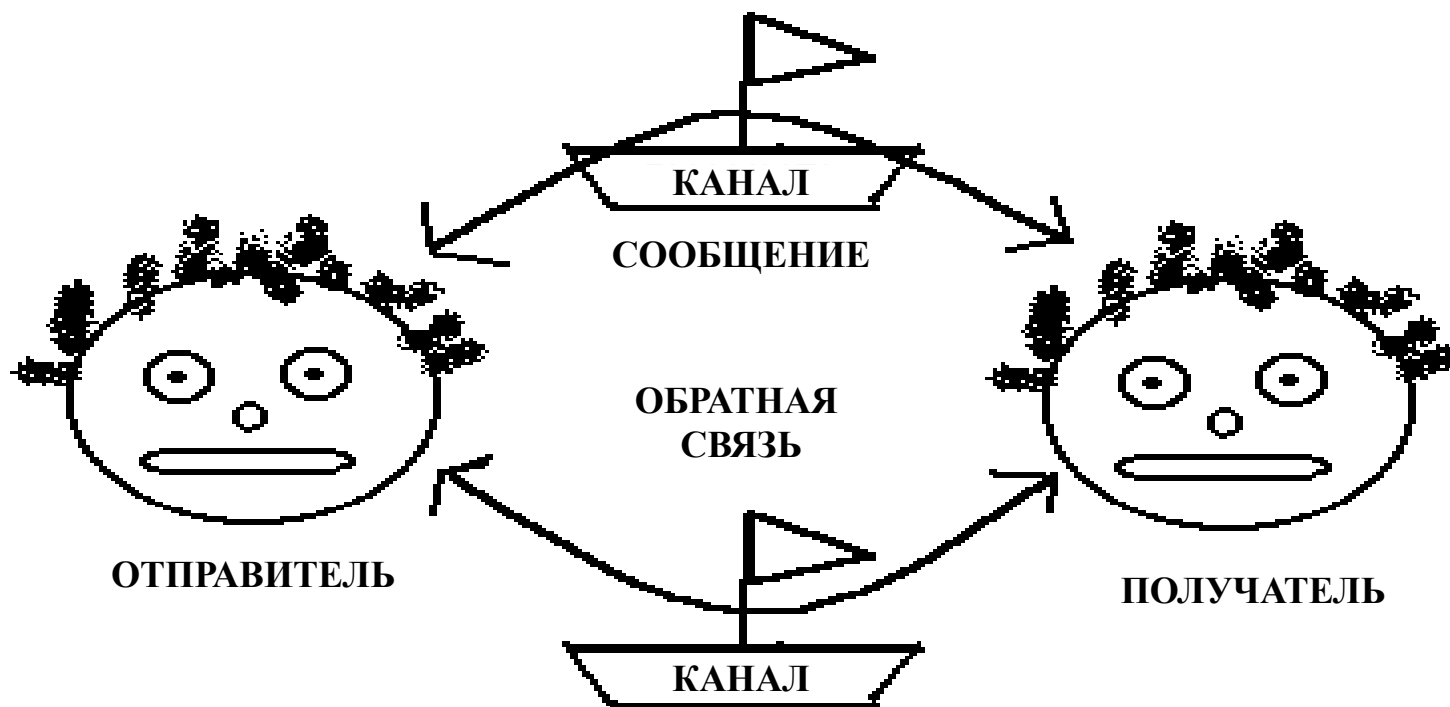 КАНАЛ
СООБЩЕНИЕ
ОБРАТНАЯ
СВЯЗЬ
ОТПРАВИТЕЛЬ
ПОЛУЧАТЕЛЬ
КАНАЛ